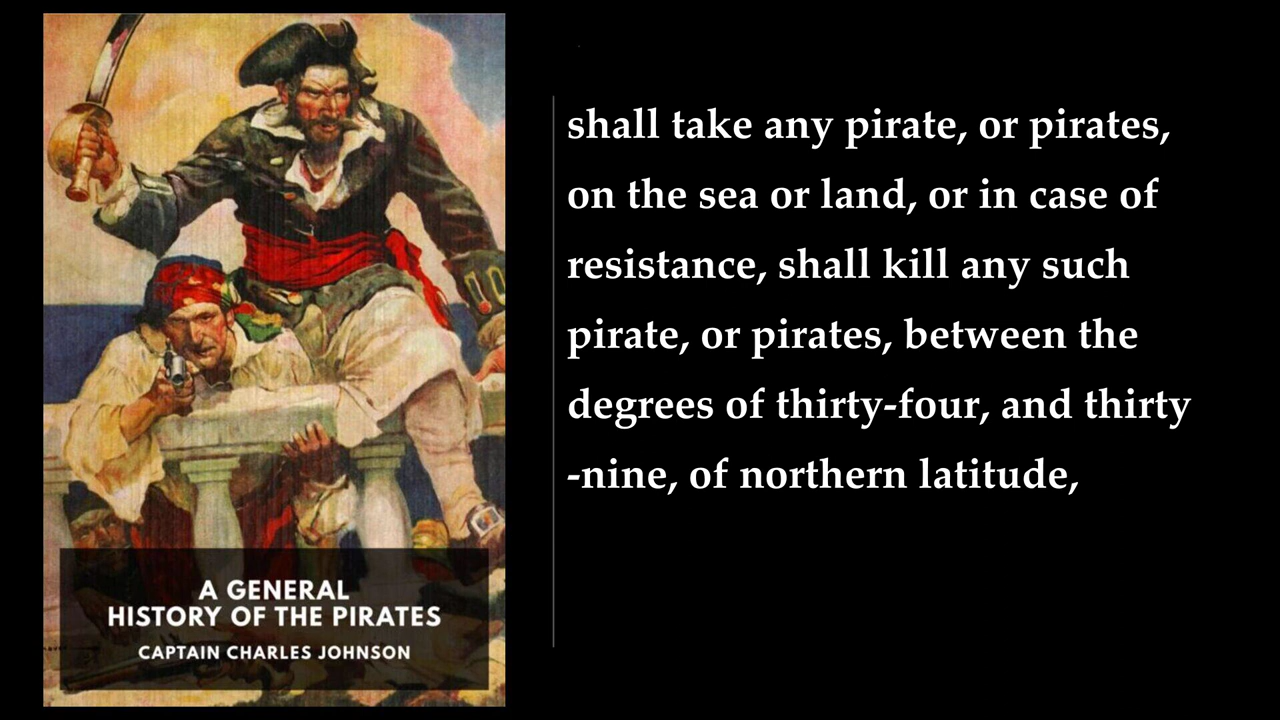 A GENERAL
HISTORY OF THE PIRATES
CAPTAIN CHARLES JOHNSON
shall take any pirate, or pirates,
on the sea or land, or in case of
resistance, shall kill any such
pirate, or pirates, between the
degrees of thirty-four, and thirty
-nine, of northern latitude,